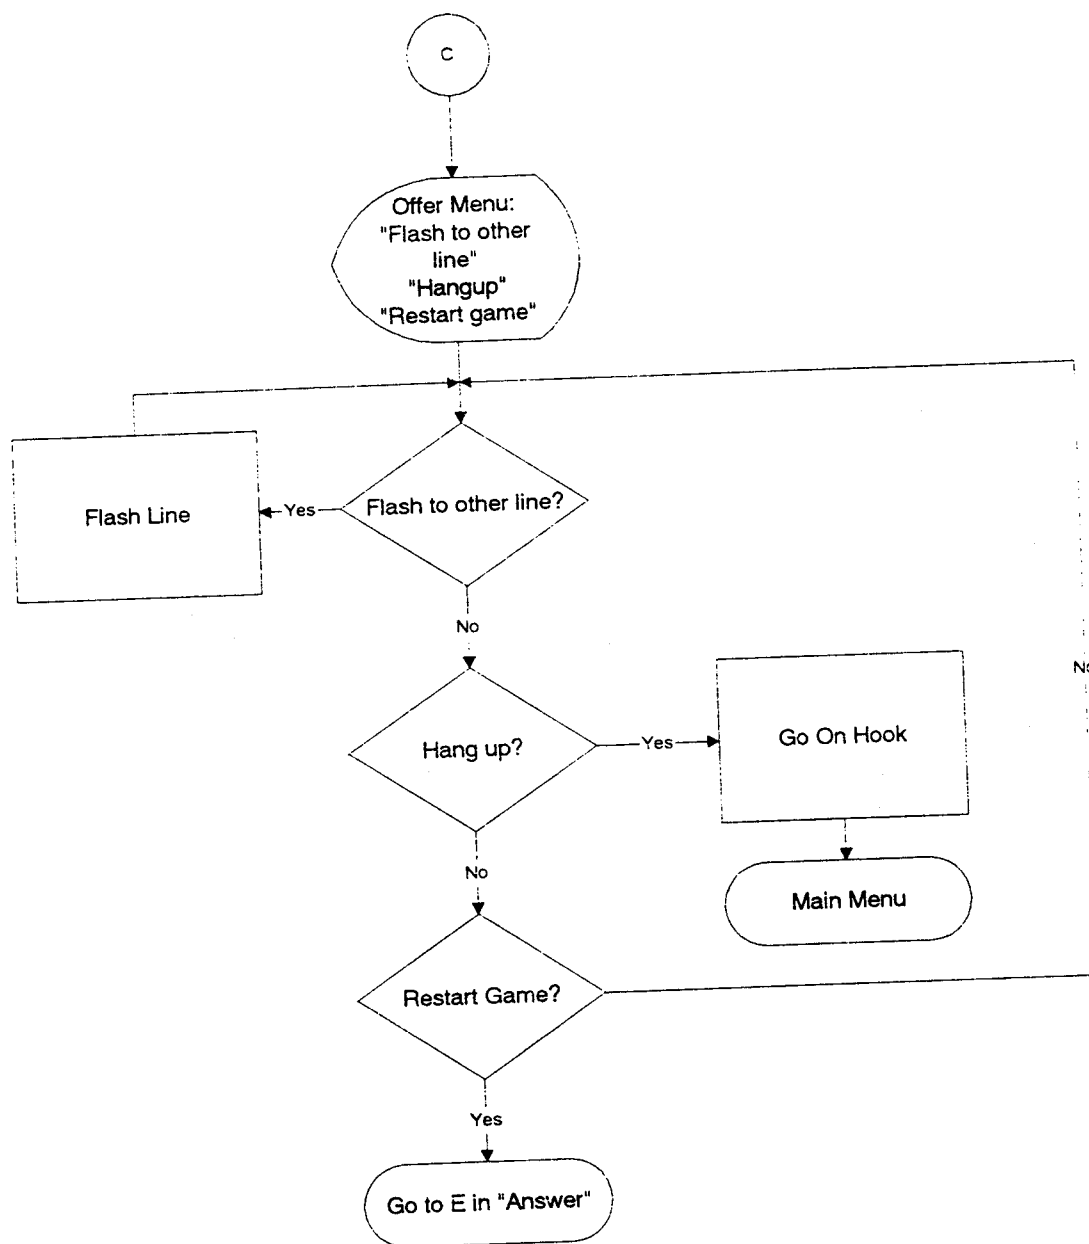 C
Offer Menu:
"Flash to other
line"
"Hangup"
"Restart game"
Flash to other line?
Yes
Flash Line
No
Hang up?
Yes
Go On Hook
No
No
Main Menu
Restart Game?
Yes
Go to E in "Answer"